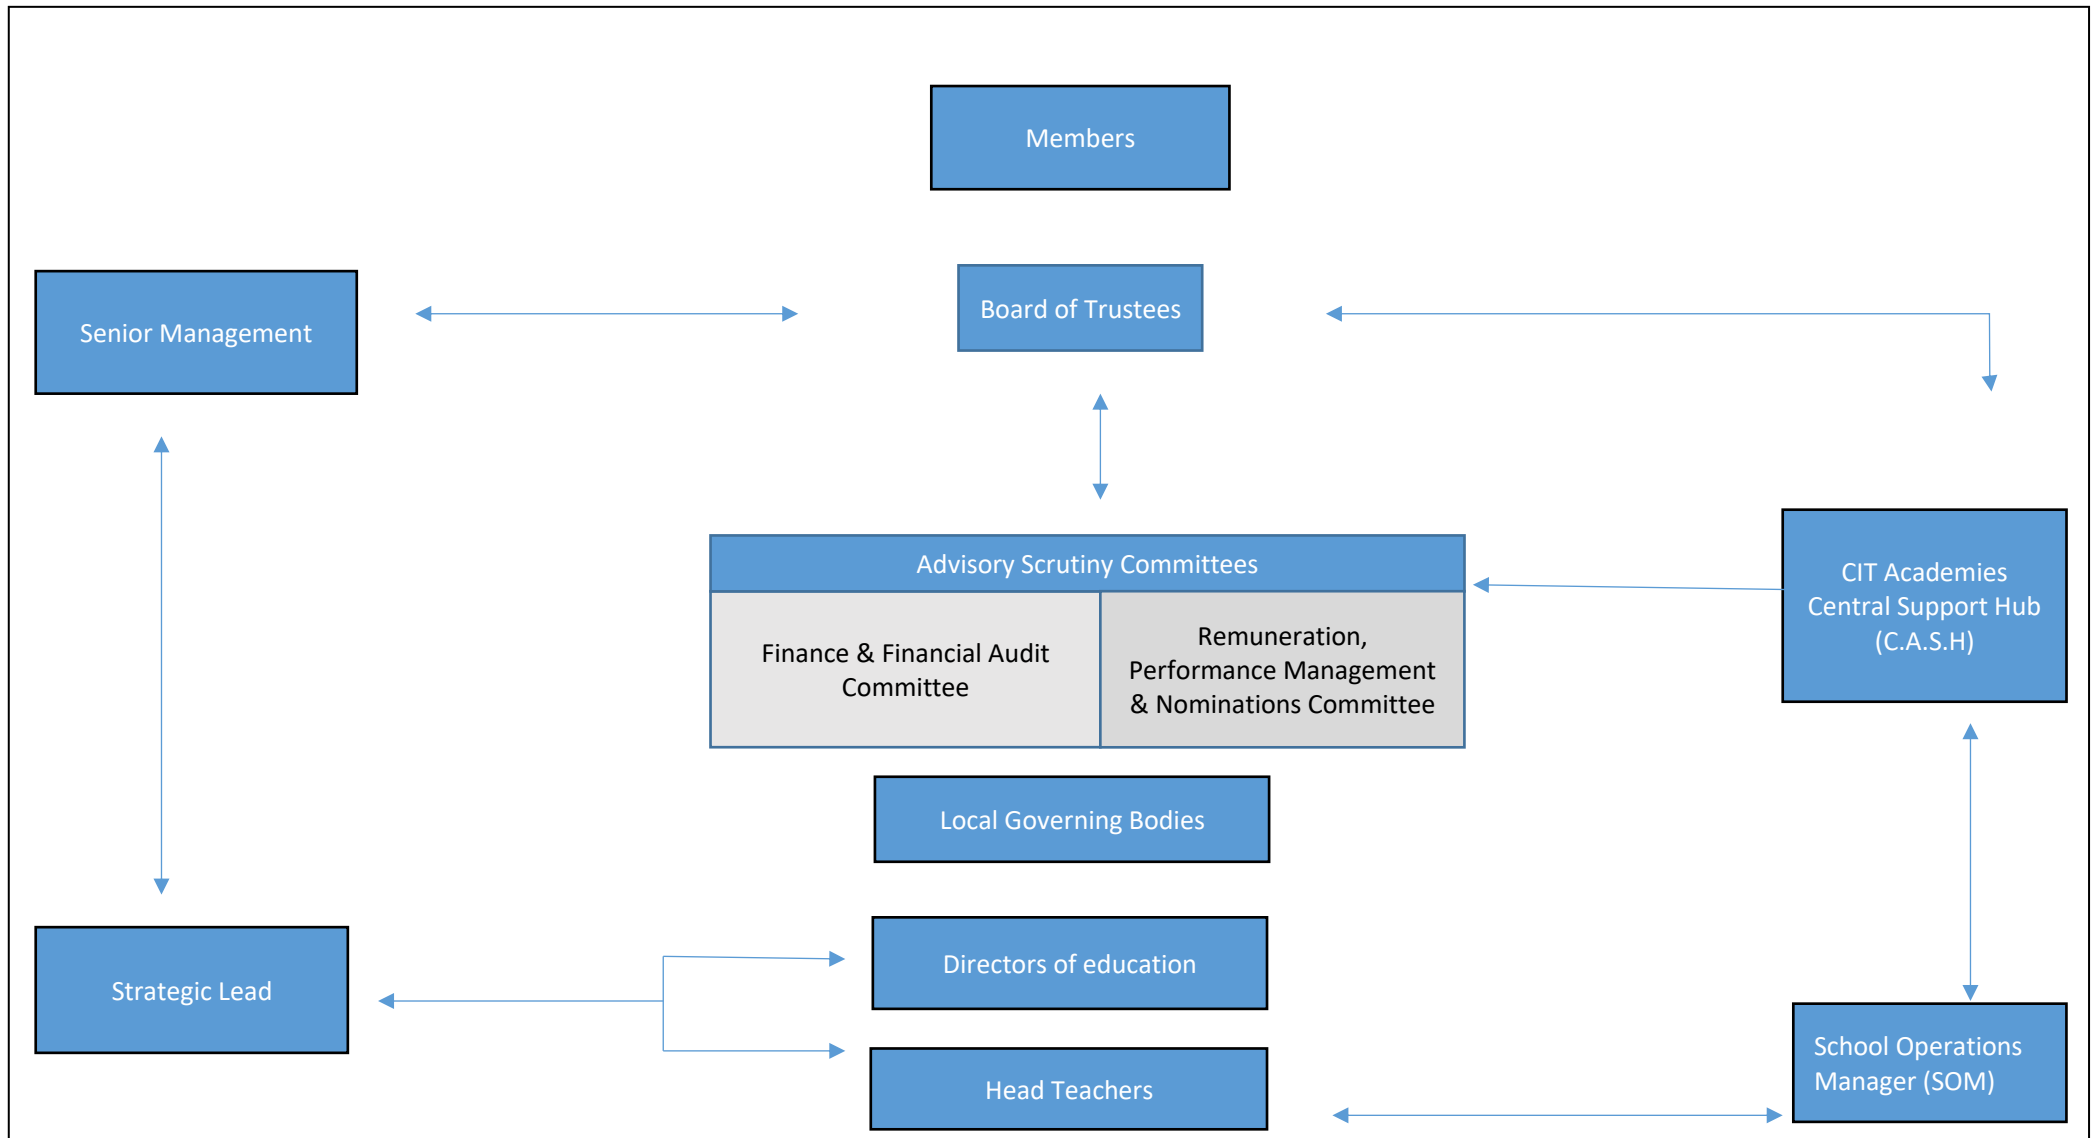 Members
Senior Management
Board of Trustees
Advisory Scrutiny Committees
Finance & Financial Audit
Committee
Remuneration,
Performance Management
& Nominations Committee
CIT Academies
Central Support Hub
(C.A.S.H)
Local Governing Bodies
Strategic Lead
Directors of education
Head Teachers
School Operations
Manager (SOM)